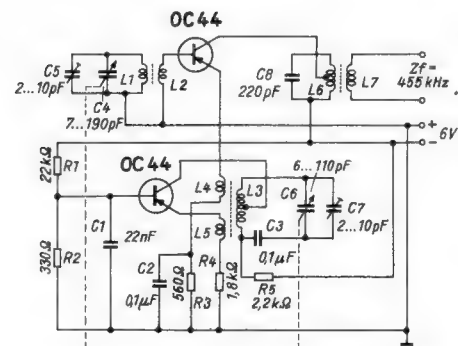 OC44
C5
2...10pF
C4
7...190pF
L1
L2
C8
220pF
L6
L7
Zf=
455kHz
+
6V
−
22kΩ
R1
OC44
L4
L3
6...110pF
C6
C7
2...10pF
L5
C3
0,1µF
330Ω
R2
C1
22nF
C2
0,1µF
560Ω
R3
R4
1,8kΩ
R5
2,2kΩ